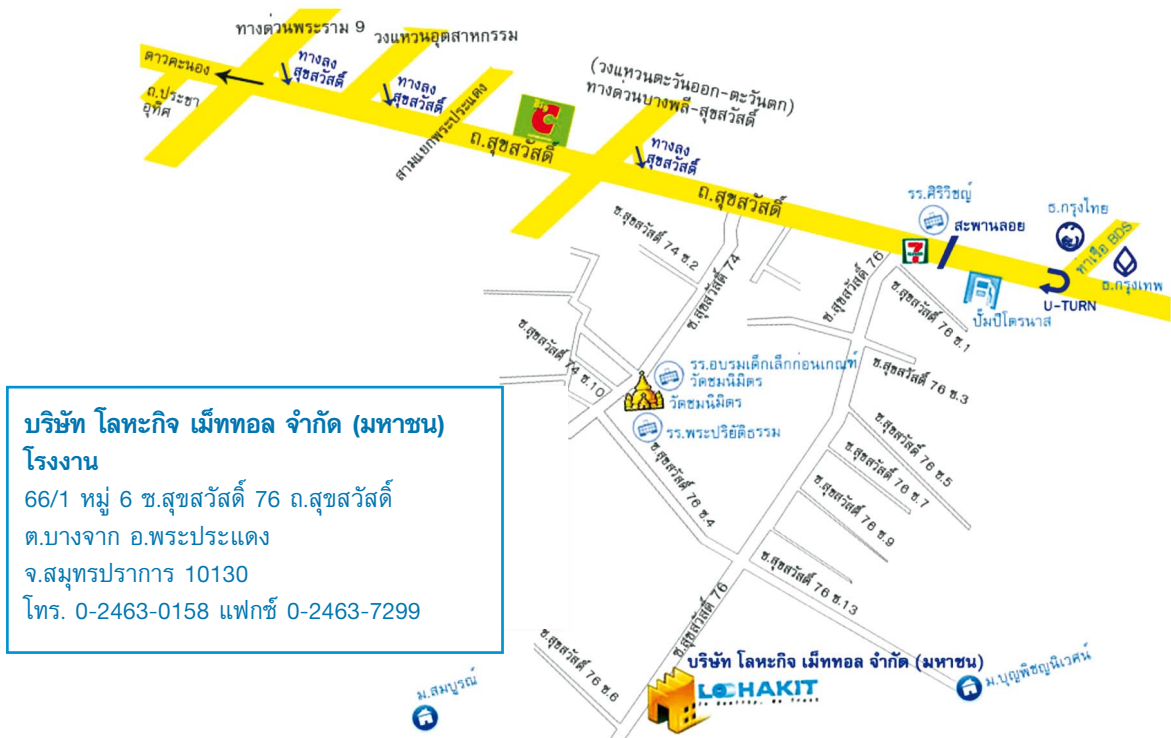 ทางด่วนพระราม 9
วงแหวนอุตสาหกรรม
ดาวคะนอง
ทางลง
สุขสวัสดิ์
ทางลง
สุขสวัสดิ์
(วงแหวนตะวันออก-ตะวันตก)
ทางด่วนบางพลี-สุขสวัสดิ์
ถ.ประชา
อุทิศ
สามแยกพระประแดง
Big
C
ถ.สุขสวัสดิ์
ทางลง
สุขสวัสดิ์
ถ.สุขสวัสดิ์
รร.ศิริวิชญ์
สะพานลอย
ธ.กรุงไทย
ท่าเรือ BDS
ธ.กรุงเทพ
U-TURN
7
ปั๊มปิโตรนาส
ซ.สุขสวัสดิ์ 74 ซ.2
ซ.สุขสวัสดิ์ 74
ซ.สุขสวัสดิ์ 76
ซ.สุขสวัสดิ์ 76 ซ.1
ซ.สุขสวัสดิ์ 74 ซ.10
รร.อบรมเด็กเล็กก่อนเกณฑ์
วัดชมนิมิตร
วัดชมนิมิตร
รร.พระปริยัติธรรม
ซ.สุขสวัสดิ์ 76 ซ.3
ซ.สุขสวัสดิ์ 76 ซ.5
ซ.สุขสวัสดิ์ 76 ซ.7
ซ.สุขสวัสดิ์ 76 ซ.9
ซ.สุขสวัสดิ์ 76 ซ.4
ซ.สุขสวัสดิ์ 76 ซ.13
ซ.สุขสวัสดิ์ 76
ซ.สุขสวัสดิ์ 76 ซ.6
บริษัท โลหะกิจ เม็ททอล จำกัด (มหาชน)
โรงงาน
66/1 หมู่ 6 ซ.สุขสวัสดิ์ 76 ถ.สุขสวัสดิ์
ต.บางจาก อ.พระประแดง
จ.สมุทรปราการ 10130
โทร. 0-2463-0158 แฟกซ์ 0-2463-7299
บริษัท โลหะกิจ เม็ททอล จำกัด (มหาชน)
LOHAKIT
In Quality, We Trust
ม.บุญพิชญนิเวศน์
ม.สมบูรณ์